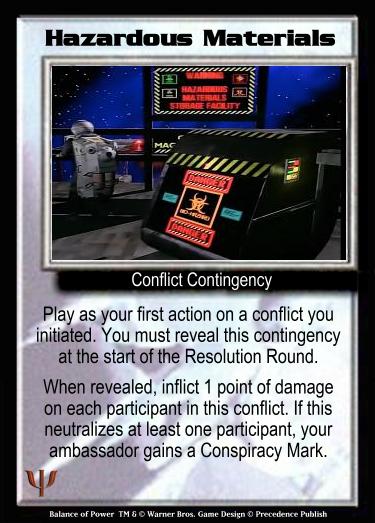 Hazardous Materials
WARNING
HAZARDOUS
MATERIALS
STORAGE FACILITY
MAC
DANGER
BIO-HAZARD
DANGER
Conflict Contingency
Play as your first action on a conflict you
initiated. You must reveal this contingency
at the start of the Resolution Round.
When revealed, inflict 1 point of damage
on each participant in this conflict. If this
neutralizes at least one participant, your
ambassador gains a Conspiracy Mark.
Balance of Power TM & © Warner Bros. Game Design © Precedence Publish